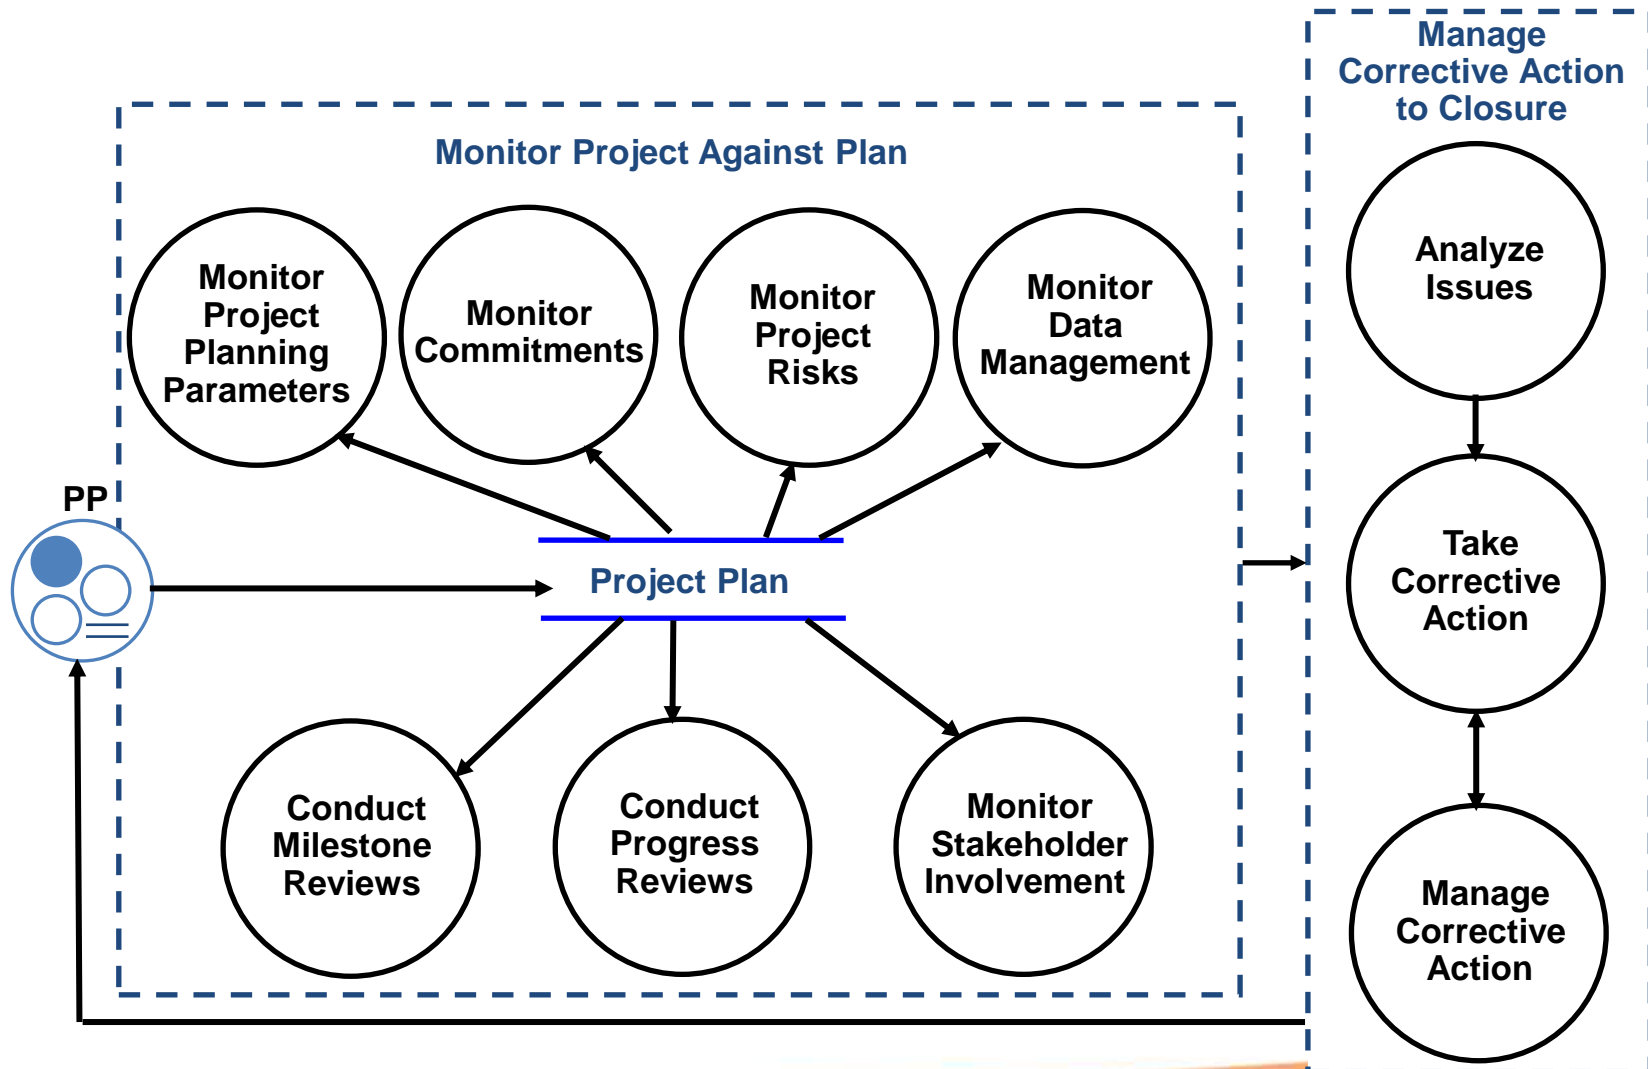 Manage
Corrective Action
to Closure
Monitor Project Against Plan
Monitor
Project
Planning
Parameters
Monitor
Commitments
Monitor
Project
Risks
Monitor
Data
Management
Analyze
Issues
PP
Project Plan
Take
Corrective
Action
Conduct
Milestone
Reviews
Conduct
Progress
Reviews
Monitor
Stakeholder
Involvement
Manage
Corrective
Action